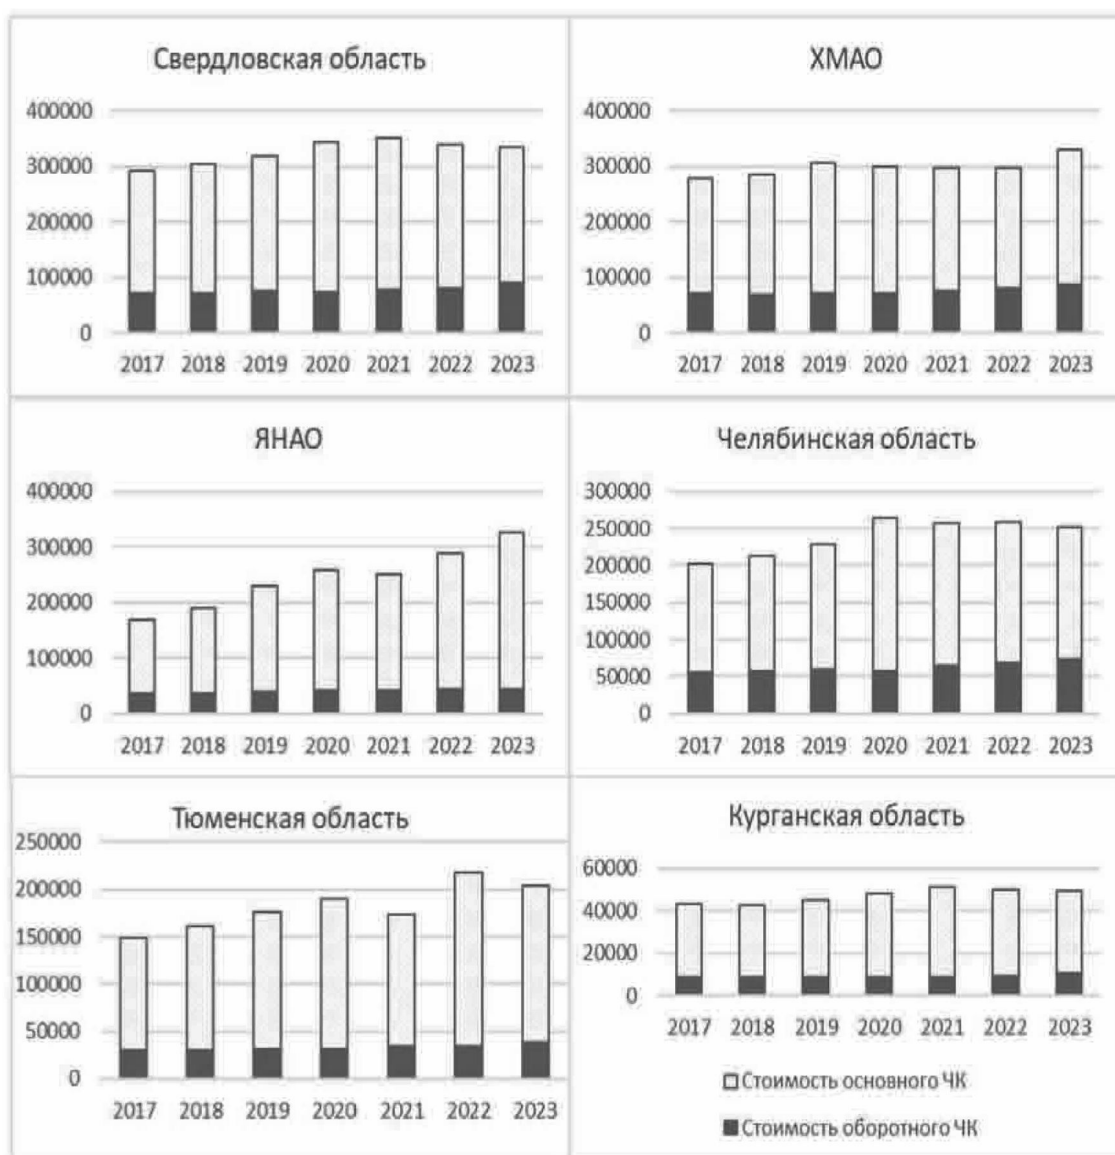 Свердловская область
400000
300000
200000
100000
0
2017 2018 2019 2020 2021 2022 2023
ХМАО
400000
300000
200000
100000
0
2017 2018 2019 2020 2021 2022 2023
ЯНАО
400000
300000
200000
100000
0
2017 2018 2019 2020 2021 2022 2023
Челябинская область
300000
250000
200000
150000
100000
50000
0
2017 2018 2019 2020 2021 2022 2023
Тюменская область
250000
200000
150000
100000
50000
0
2017 2018 2019 2020 2021 2022 2023
Курганская область
60000
40000
20000
0
2017 2018 2019 2020 2021 2022 2023
Стоимость основного ЧК
Стоимость оборотного ЧК